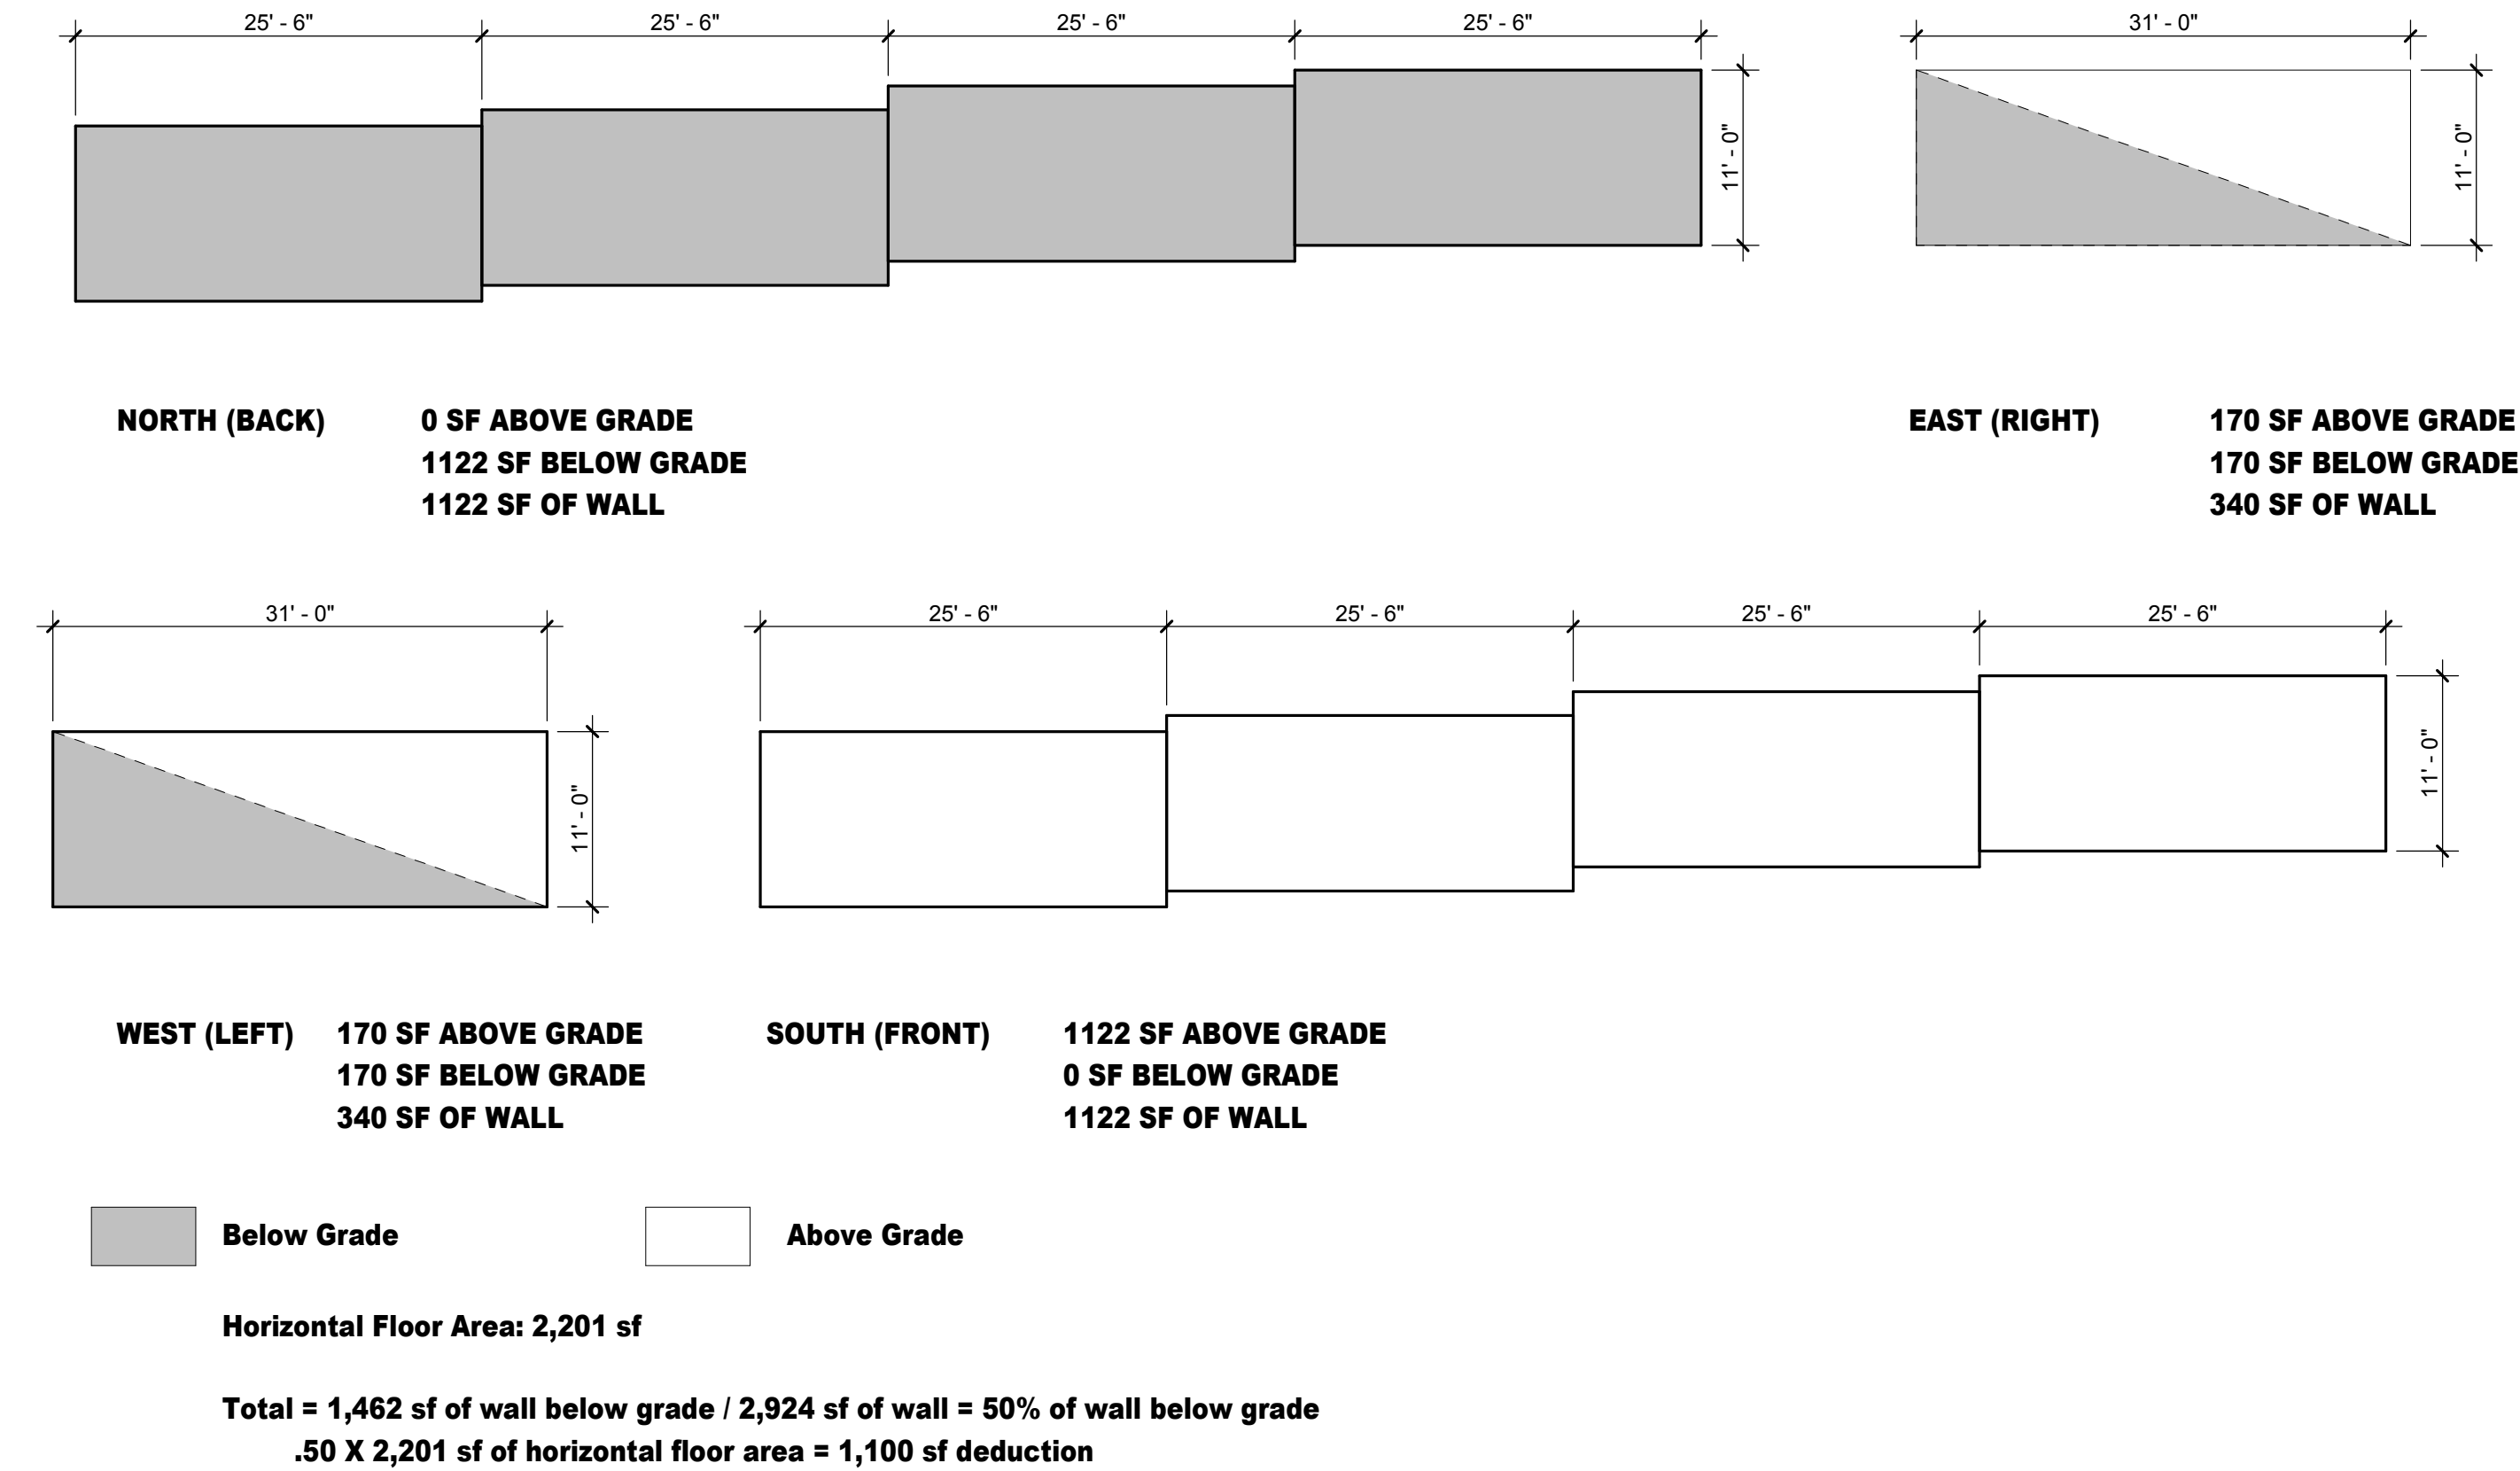 25' - 6" 25' - 6" 25' - 6" 25' - 6"
11' - 0"
31' - 0"
11' - 0"
NORTH (BACK) 0 SF ABOVE GRADE
1122 SF BELOW GRADE
1122 SF OF WALL
EAST (RIGHT) 170 SF ABOVE GRADE
170 SF BELOW GRADE
340 SF OF WALL
31' - 0"
11' - 0"
25' - 6" 25' - 6" 25' - 6" 25' - 6"
11' - 0"
WEST (LEFT) 170 SF ABOVE GRADE
170 SF BELOW GRADE
340 SF OF WALL
SOUTH (FRONT) 1122 SF ABOVE GRADE
0 SF BELOW GRADE
1122 SF OF WALL
Below Grade
Above Grade
Horizontal Floor Area: 2,201 sf
Total = 1,462 sf of wall below grade / 2,924 sf of wall = 50% of wall below grade
.50 X 2,201 sf of horizontal floor area = 1,100 sf deduction